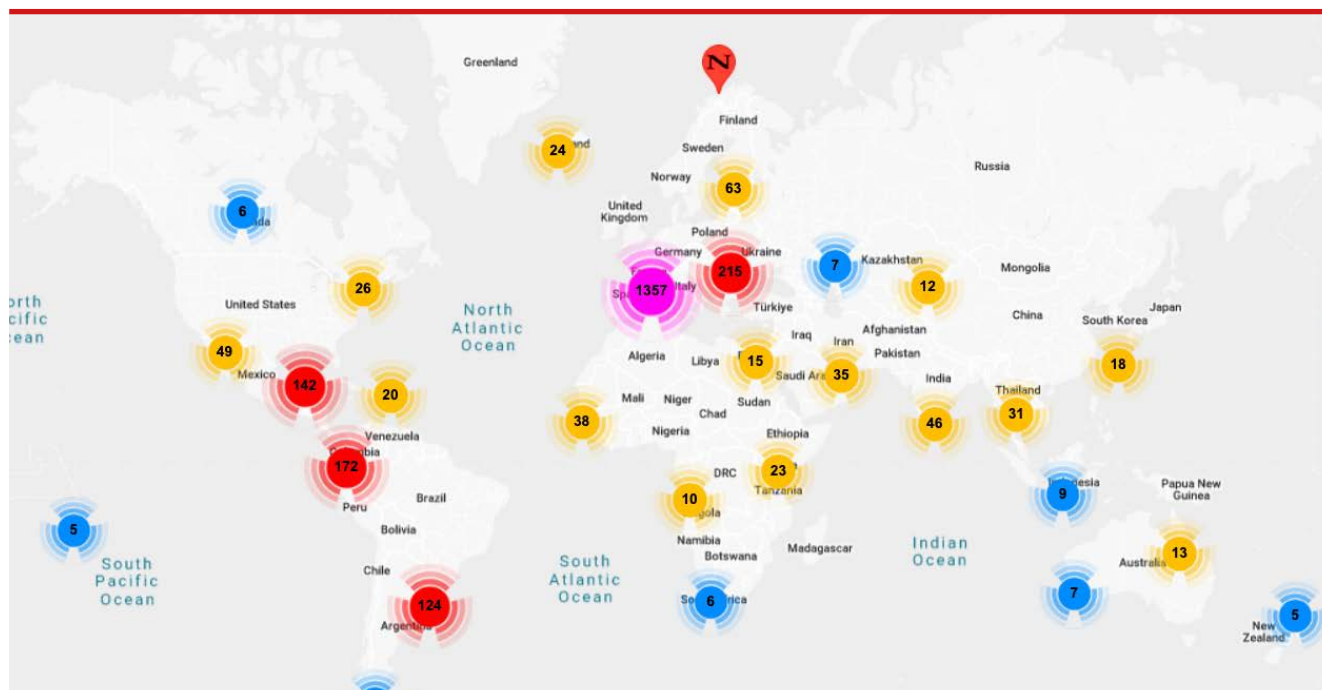 Greenland
N
Finland
24
Sweden
Russia
Norway
63
6
United
Kingdom
Poland
Germany
Ukraine
215
7
Kazakhstan
Mongolia
26
1357
Italy
12
United States
North
Atlantic
Ocean
Türkiye
Japan
South Korea
China
Iraq
Iran
Afghanistan
49
Mexico
Algeria
Libya
15
Pakistan
18
142
20
Saudi
35
India
Thailand
38
Mali
Niger
Chad
Sudan
46
31
Venezuela
Nigeria
Ethiopia
172
DRC
23
Tanzania
Peru
Brazil
10
9
Papua New
Guinea
5
Bolivia
Namibia
Botswana
Madagascar
Indian
Ocean
13
Australia
South
Pacific
Ocean
Chile
South
Atlantic
Ocean
124
6
7
5
New
Zealand